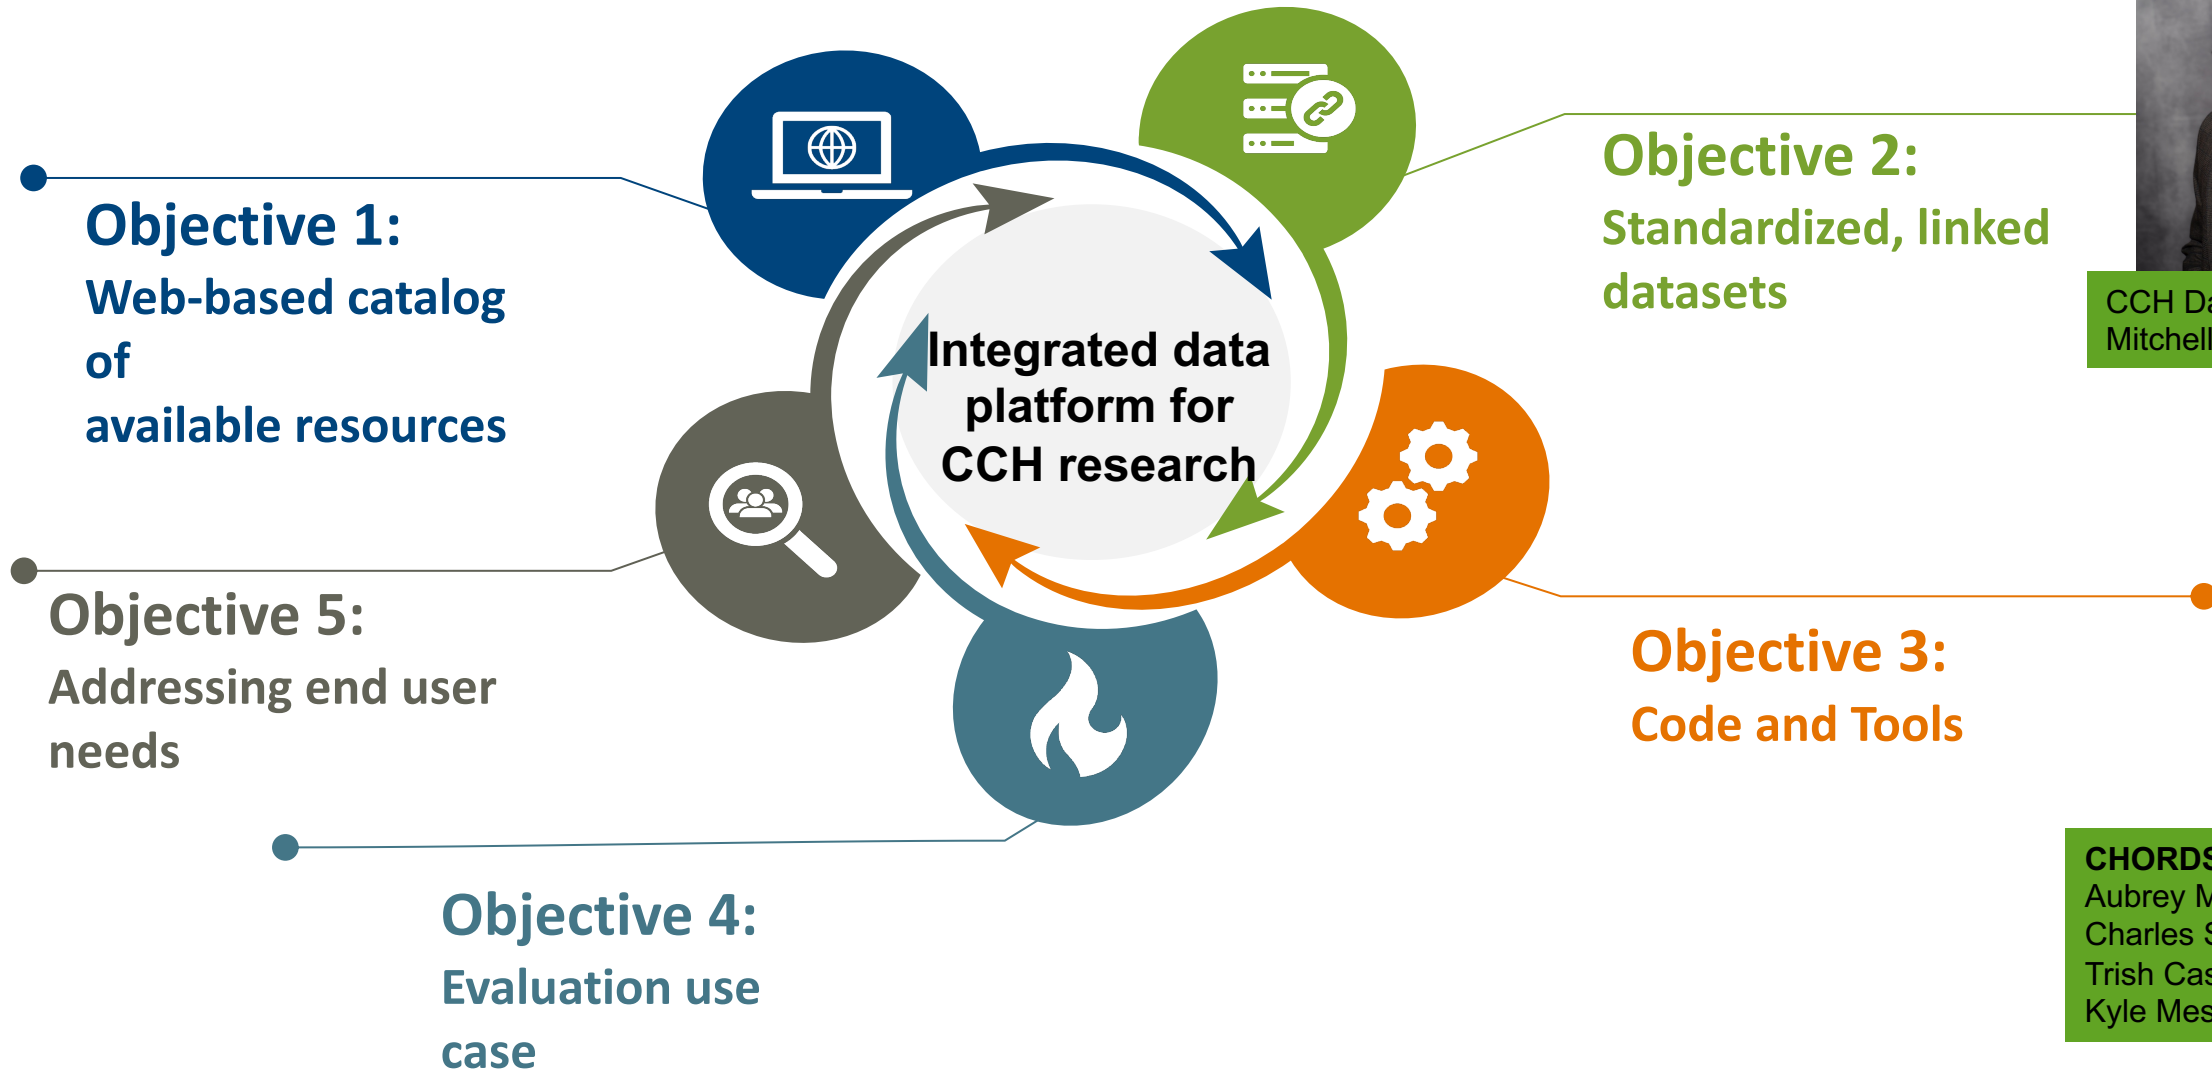 Objective 1:
Web-based catalog
of
available resources
Objective 2:
Standardized, linked
datasets
CCH
Mitchell
Integrated data
platform for
CCH research
Objective 5:
Addressing end user
needs
Objective 3:
Code and Tools
Objective 4:
Evaluation use
case
CHORDS
Aubrey
Charles
Trish
Kyle